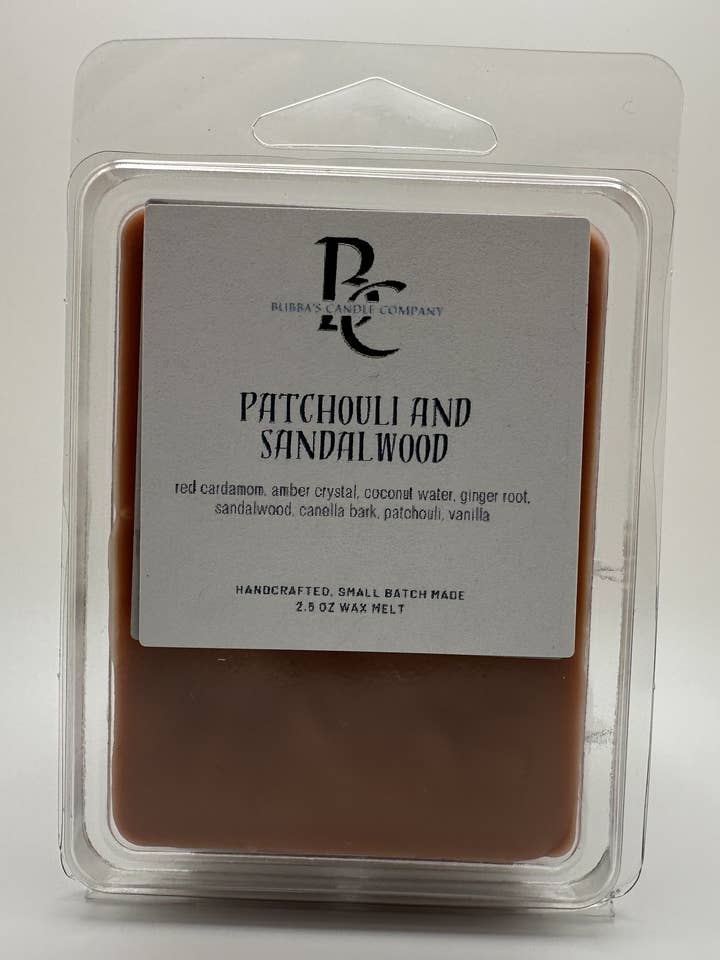 BC
BUBBA'S CANDLE COMPANY
PATCHOULI AND
SANDALWOOD
red cardamom, amber crystal, coconut water, ginger root,
sandalwood, canella bark, patchouli, vanilla
HANDCRAFTED, SMALL BATCH MADE
2.5 OZ WAX MELT